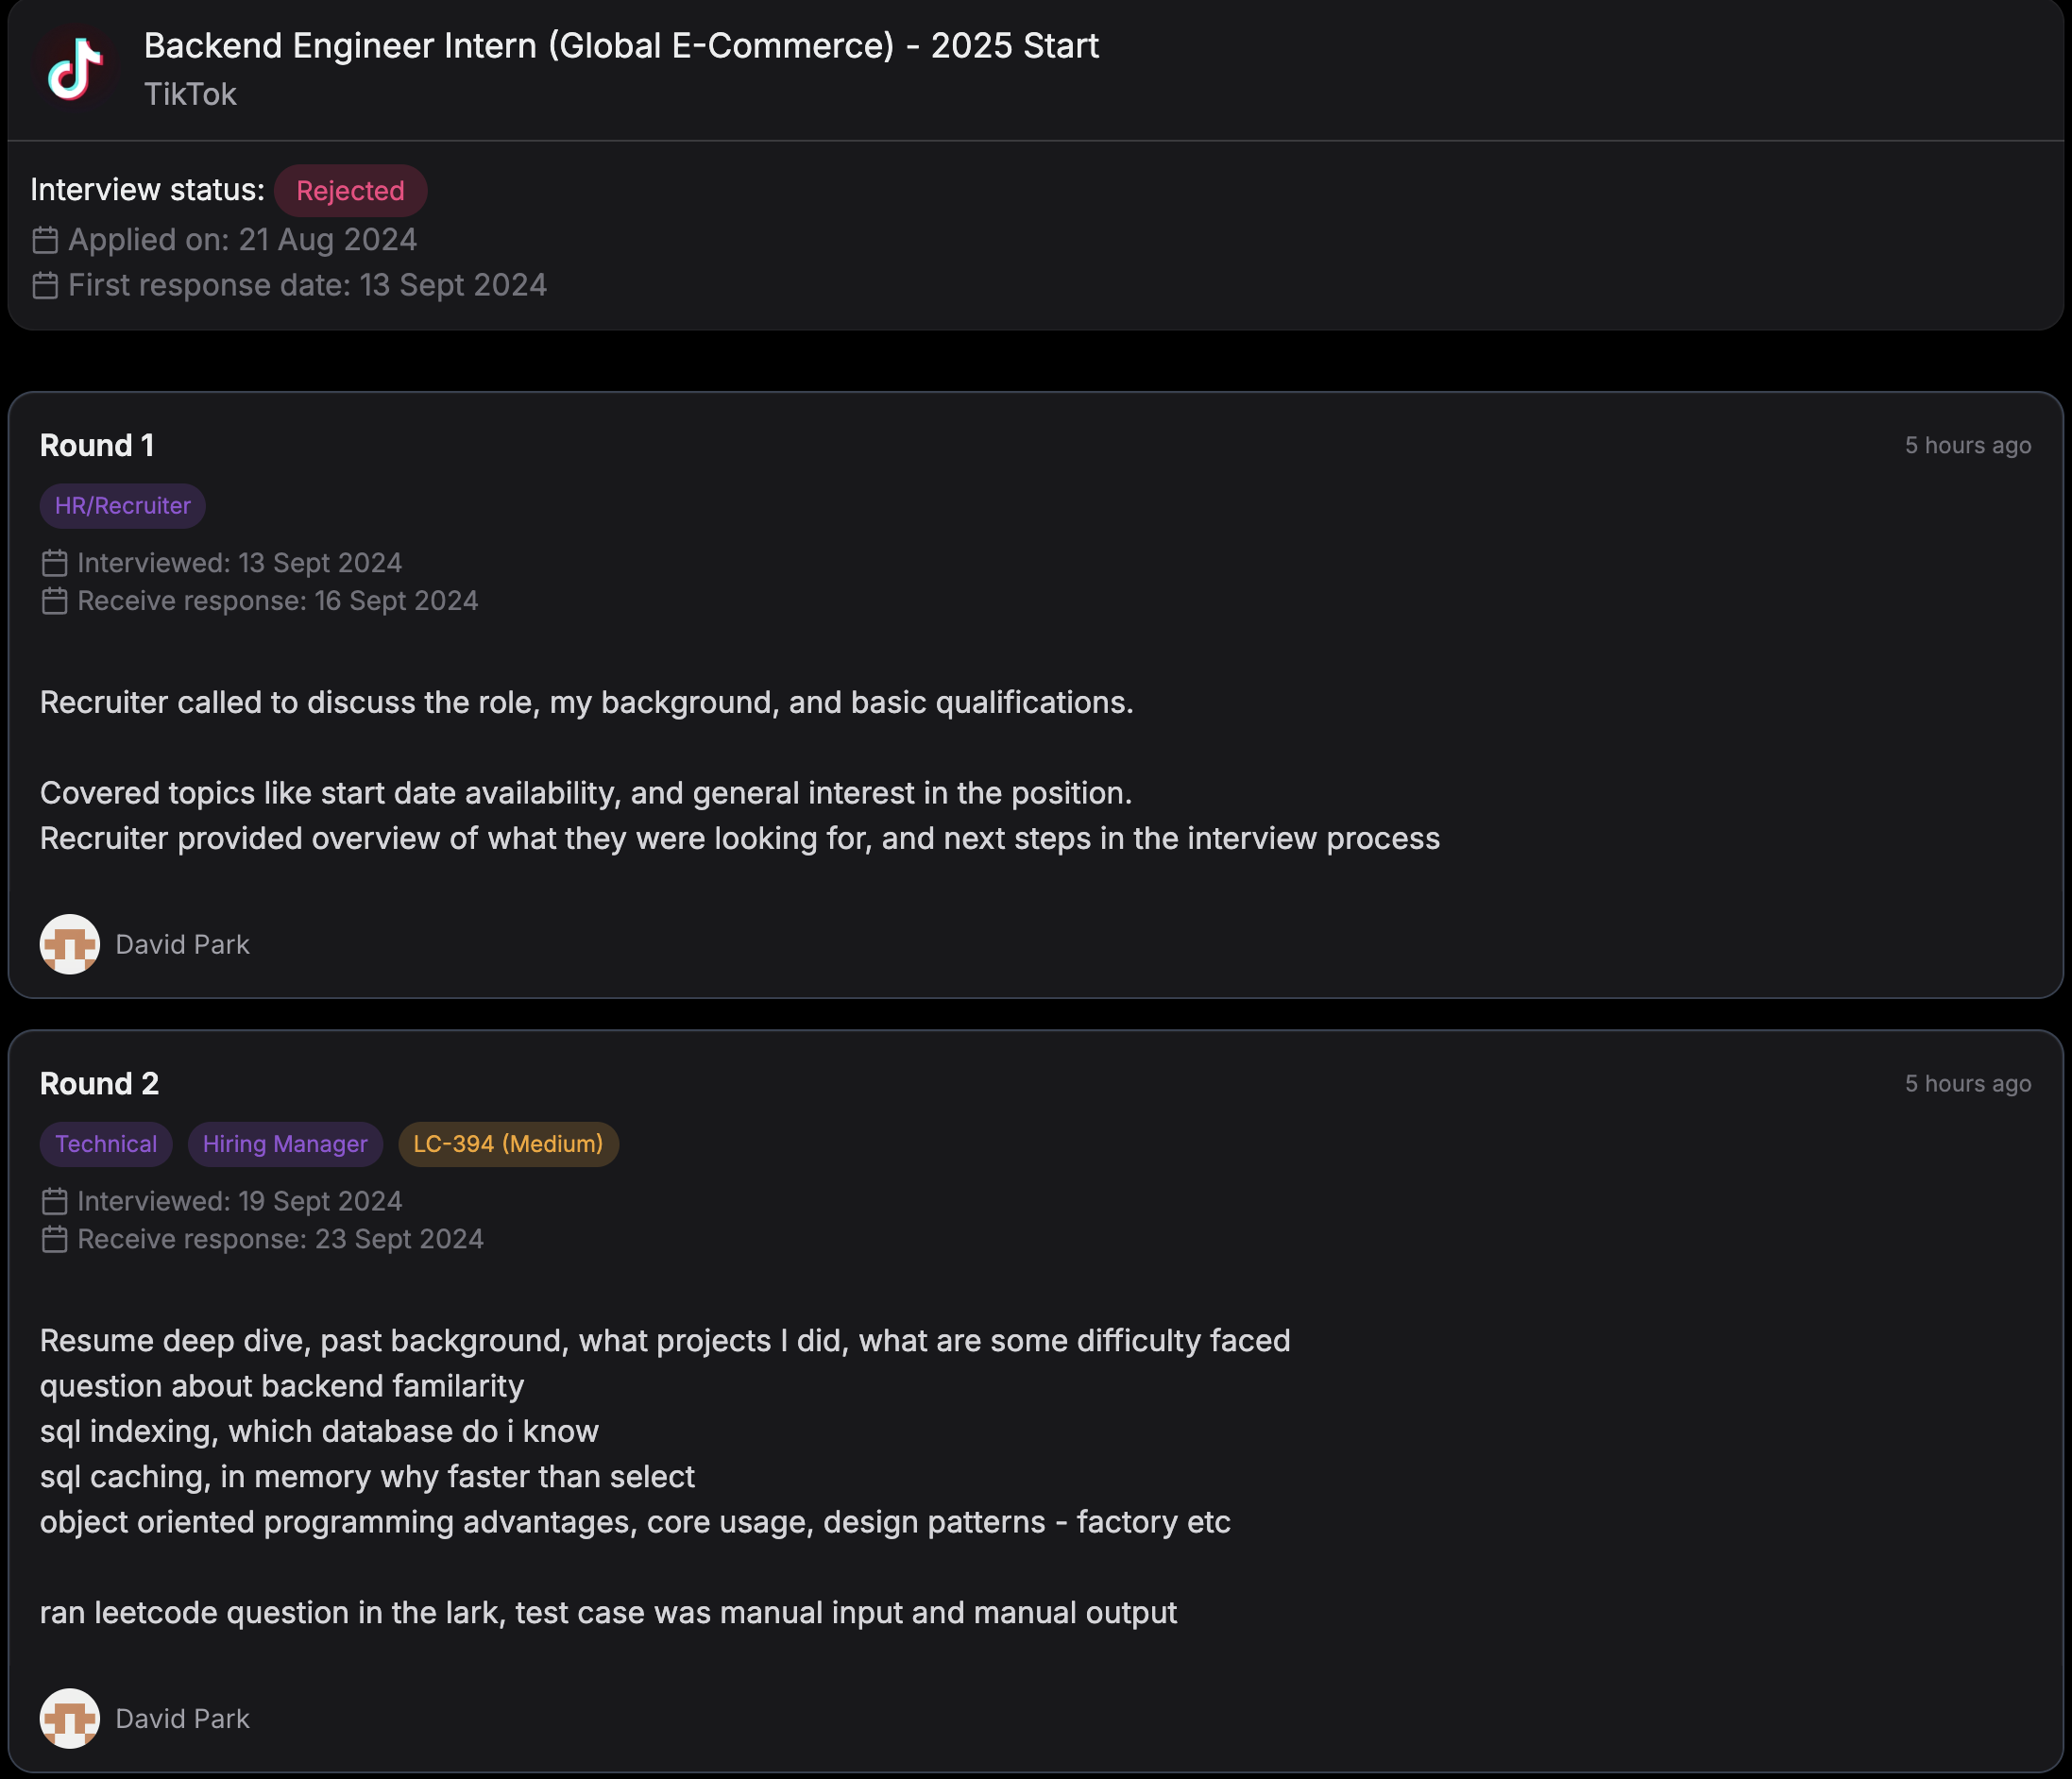 Backend Engineer Intern (Global E-Commerce) - 2025 Start
TikTok
Interview status: Rejected
Applied on: 21 Aug 2024
First response date: 13 Sept 2024
Round 1
5 hours ago
HR/Recruiter
Interviewed: 13 Sept 2024
Receive response: 16 Sept 2024
Recruiter called to discuss the role, my background, and basic qualifications.
Covered topics like start date availability, and general interest in the position.
Recruiter provided overview of what they were looking for, and next steps in the interview process
David Park
Round 2
5 hours ago
Technical Hiring Manager LC-394 (Medium)
Interviewed: 19 Sept 2024
Receive response: 23 Sept 2024
Resume deep dive, past background, what projects I did, what are some difficulty faced
question about backend familarity
sql indexing, which database do i know
sql caching, in memory why faster than select
object oriented programming advantages, core usage, design patterns - factory etc
ran leetcode question in the lark, test case was manual input and manual output
David Park